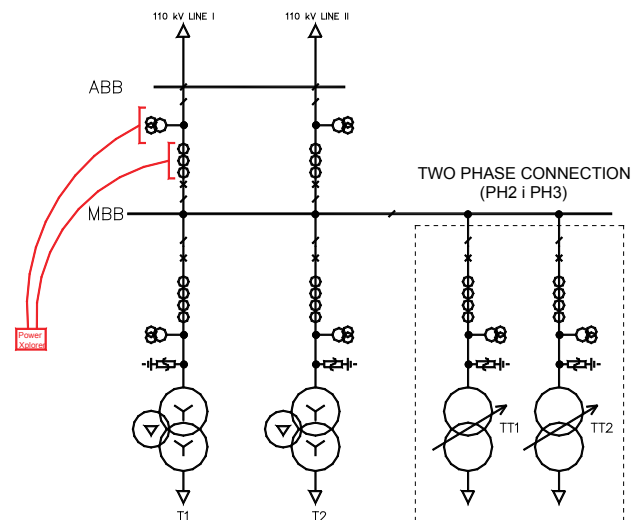 110 kV LINE I
110 kV LINE II
ABB
TWO PHASE CONNECTION
(PH2 i PH3)
MBB
Power
Xplorer
TT1
TT2
T1
T2